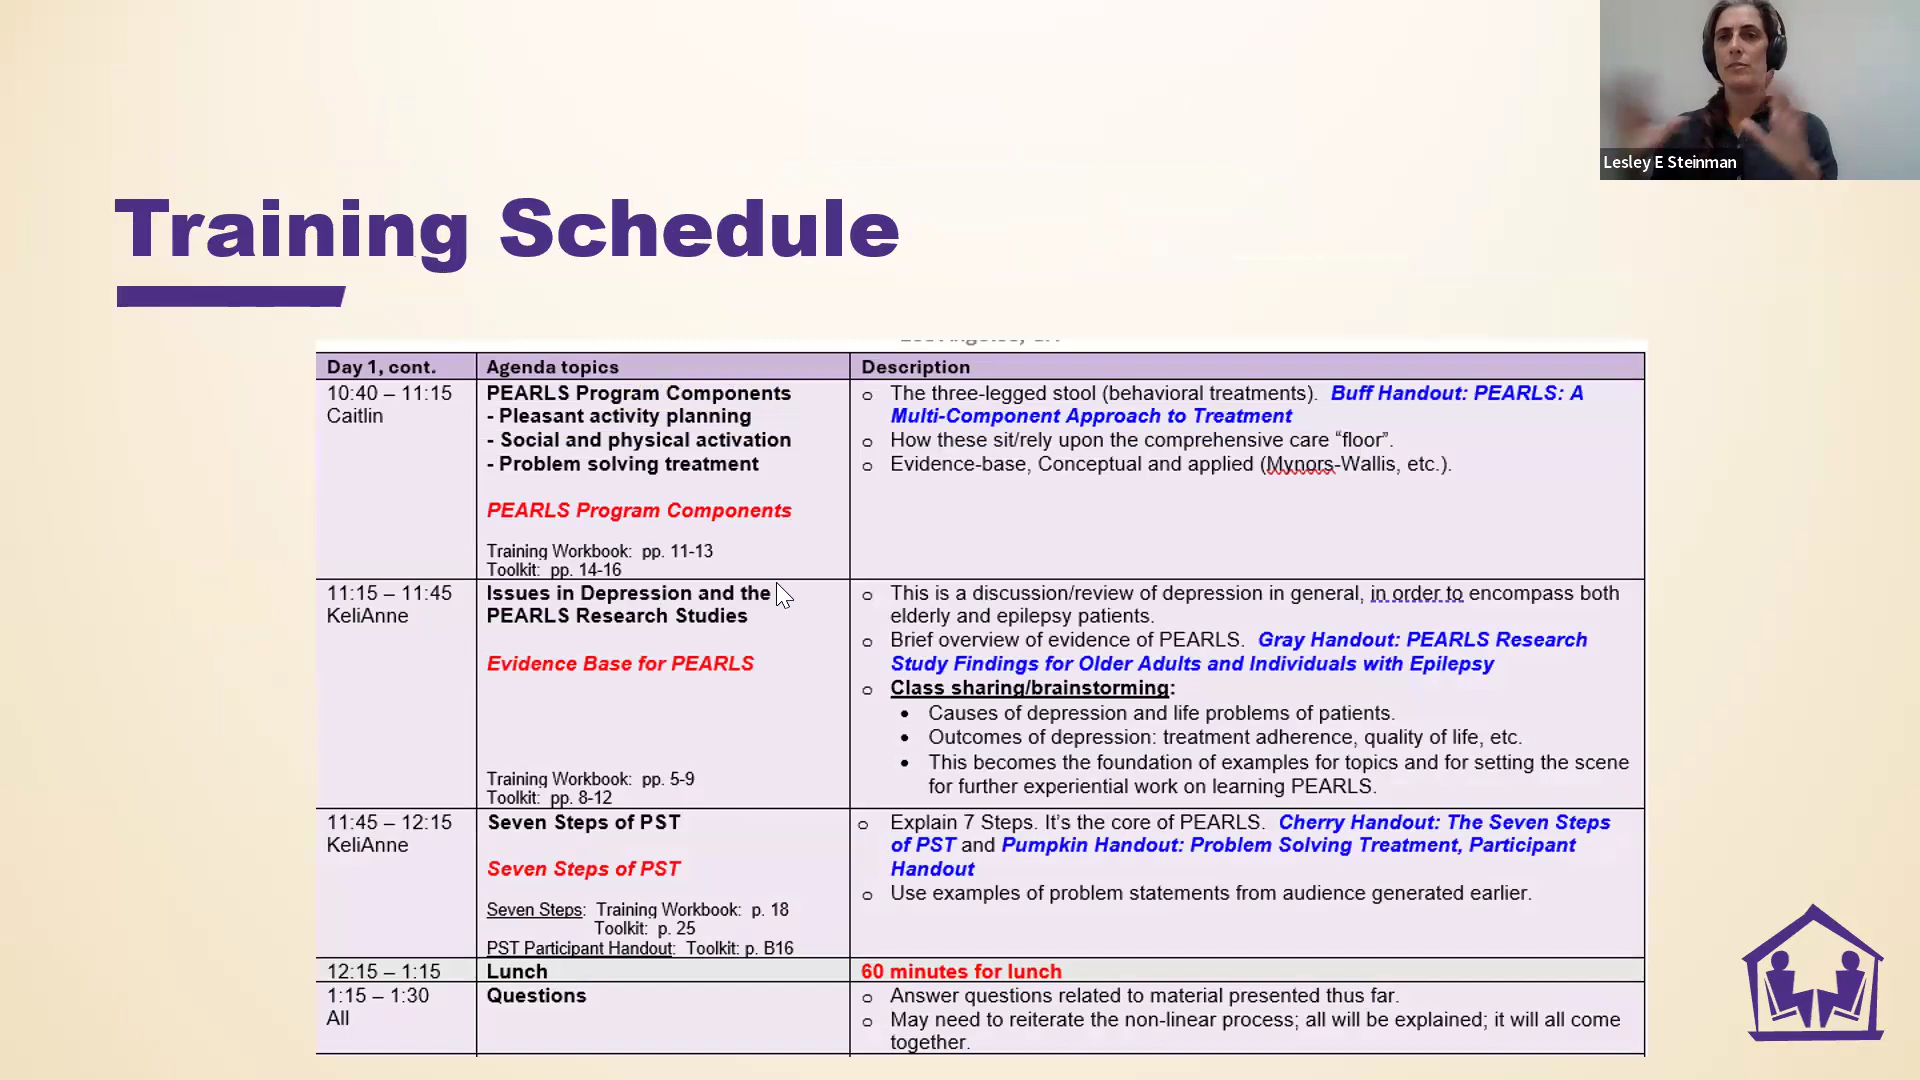 Lesley E Steinman
Training Schedule
Day 1, cont.
Agenda topics
Description
10:40 – 11:15
Caitlin
PEARLS Program Components
- Pleasant activity planning
- Social and physical activation
- Problem solving treatment
PEARLS Program Components
Training Workbook: pp. 11-13
Toolkit: pp. 14-16
o The three-legged stool (behavioral treatments). Buff Handout: PEARLS: A
Multi-Component Approach to Treatment
o How these sit/rely upon the comprehensive care “floor”.
o Evidence-base, Conceptual and applied (Mynors-Wallis, etc.).
11:15 – 11:45
KeliAnne
Issues in Depression and the
PEARLS Research Studies
Evidence Base for PEARLS
Training Workbook: pp. 5-9
Toolkit: pp. 8-12
o This is a discussion/review of depression in general, in order to encompass both
elderly and epilepsy patients.
o Brief overview of evidence of PEARLS. Gray Handout: PEARLS Research
Study Findings for Older Adults and Individuals with Epilepsy
o Class sharing/brainstorming:
• Causes of depression and life problems of patients.
• Outcomes of depression: treatment adherence, quality of life, etc.
• This becomes the foundation of examples for topics and for setting the scene
for further experiential work on learning PEARLS.
11:45 – 12:15
KeliAnne
Seven Steps of PST
Seven Steps of PST
Seven Steps: Training Workbook: p. 18
Toolkit: p. 25
PST Participant Handout: Toolkit: p. B16
o Explain 7 Steps. It’s the core of PEARLS. Cherry Handout: The Seven Steps
of PST and Pumpkin Handout: Problem Solving Treatment, Participant
Handout
o Use examples of problem statements from audience generated earlier.
12:15 – 1:15
Lunch
60 minutes for lunch
1:15 – 1:30
All
Questions
o Answer questions related to material presented thus far.
o May need to reiterate the non-linear process; all will be explained; it will all come
together.